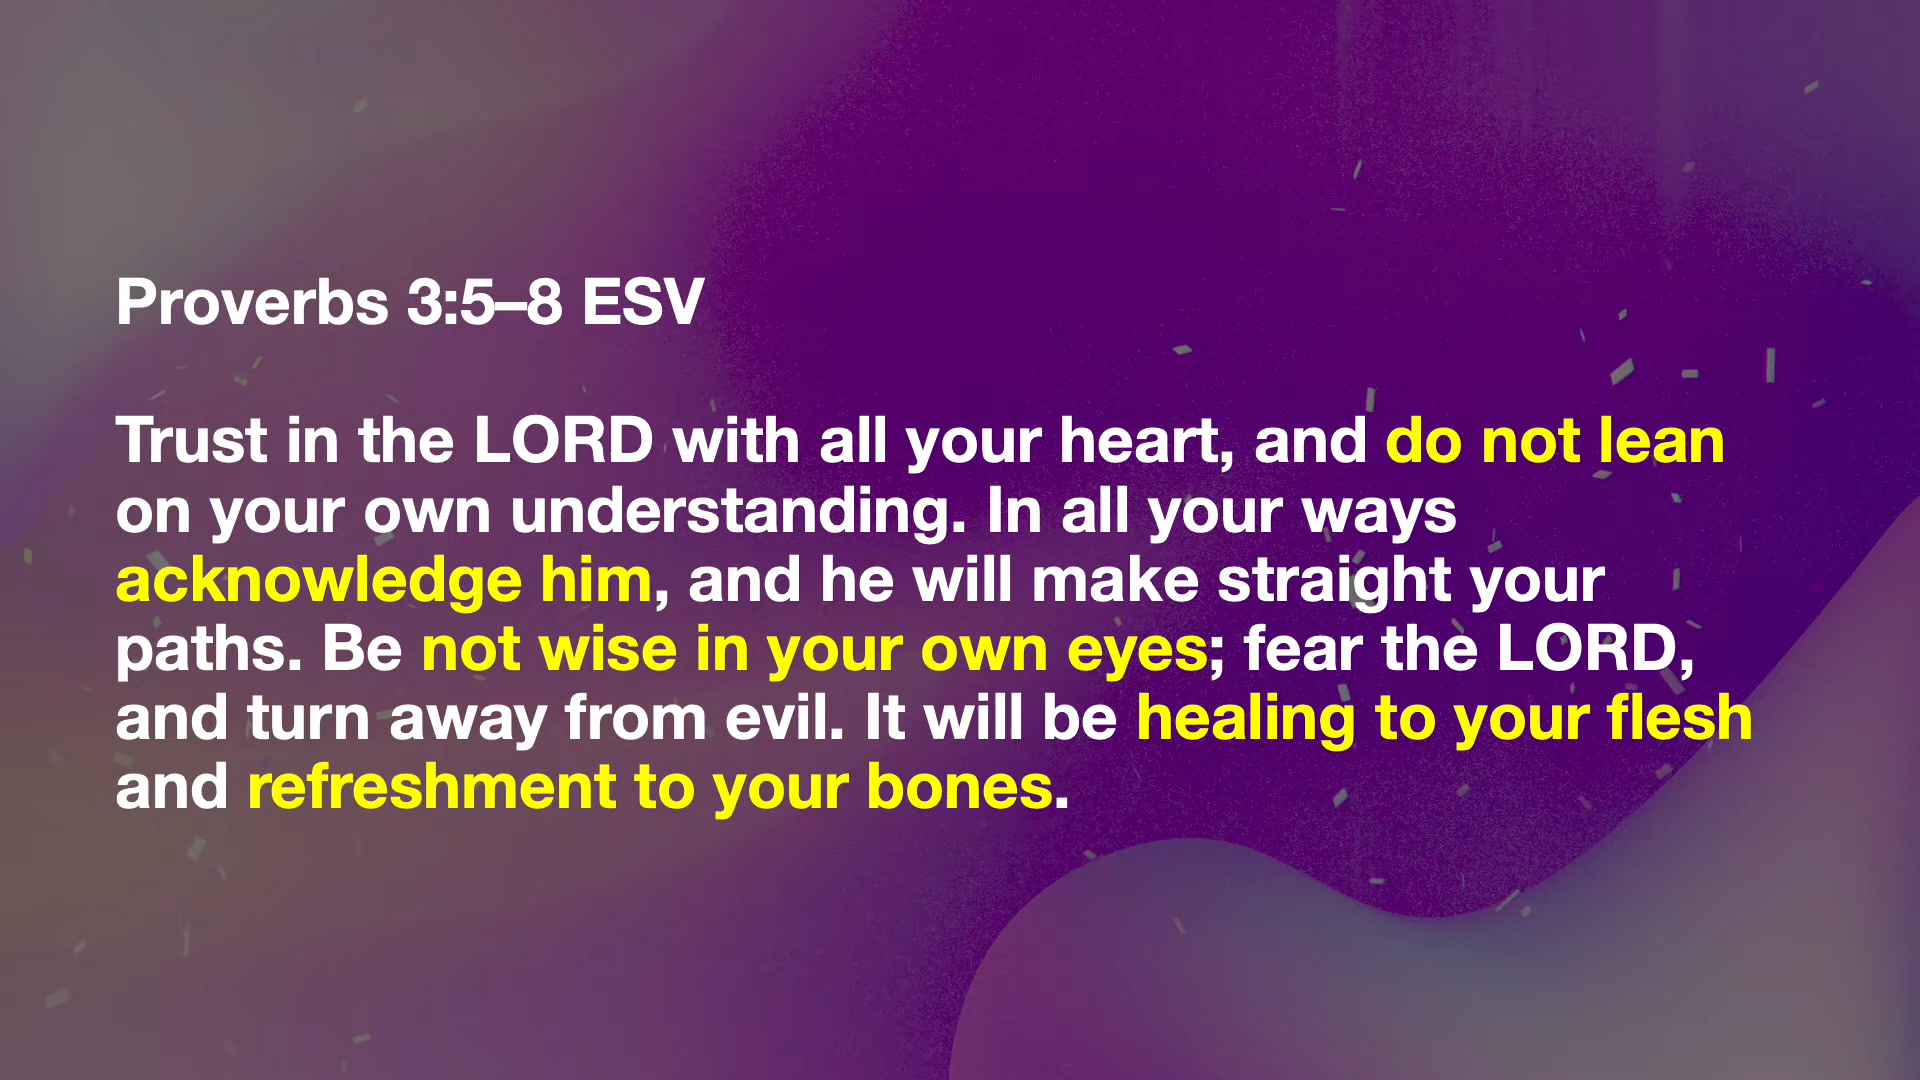 Proverbs 3:5–8 ESV
Trust in the LORD with all your heart, and do not lean
on your own understanding. In all your ways
acknowledge him, and he will make straight your
paths. Be not wise in your own eyes; fear the LORD,
and turn away from evil. It will be healing to your flesh
and refreshment to your bones.